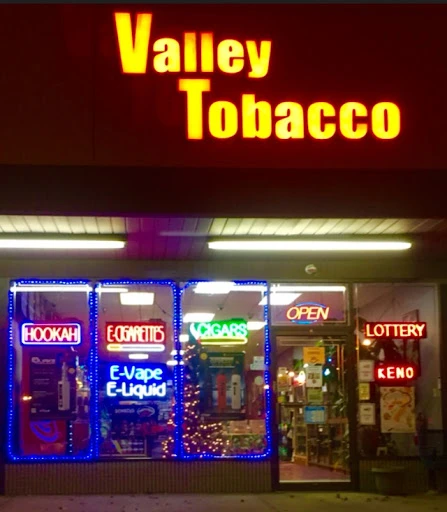 Valley
Tobacco
OPEN
HOOKAH
E-CIGARETTES
CIGARS
LOTTERY
E-Vape
E-Liquid
KENO